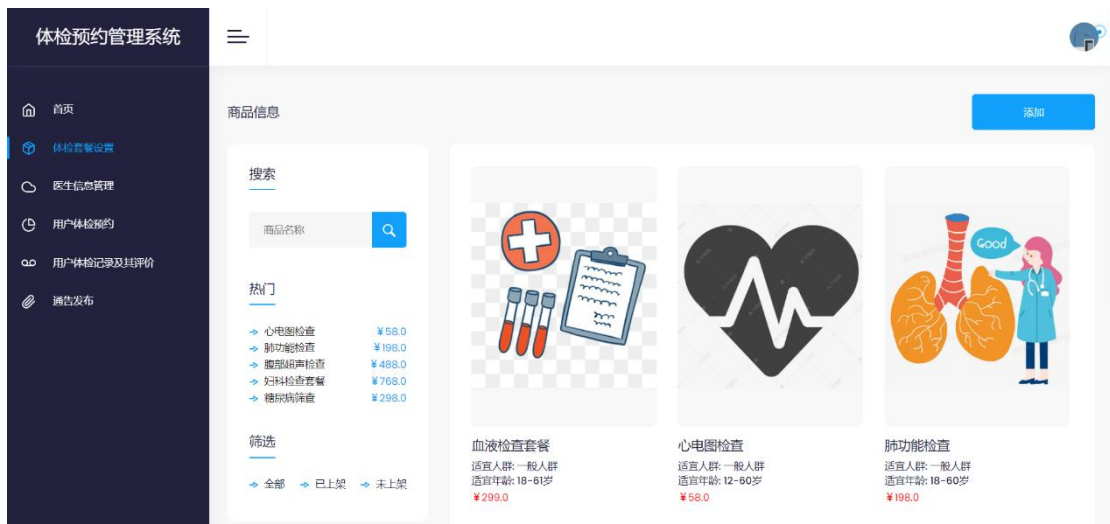 体检预约管理系统
首页
体检套餐设置
医生信息管理
用户体检预约
用户体检记录及其评价
通告发布
商品信息
添加
搜索
商品名称
热门
心电图检查 ¥58.0
肺功能检查 ¥198.0
腹部超声检查 ¥488.0
妇科检查套餐 ¥768.0
糖尿病筛查 ¥298.0
筛选
全部 已上架 未上架
Good
血液检查套餐
适宜人群: 一般人群
适宜年龄: 18-61岁
¥299.0
心电图检查
适宜人群: 一般人群
适宜年龄: 12-60岁
¥58.0
肺功能检查
适宜人群: 一般人群
适宜年龄: 18-60岁
¥198.0